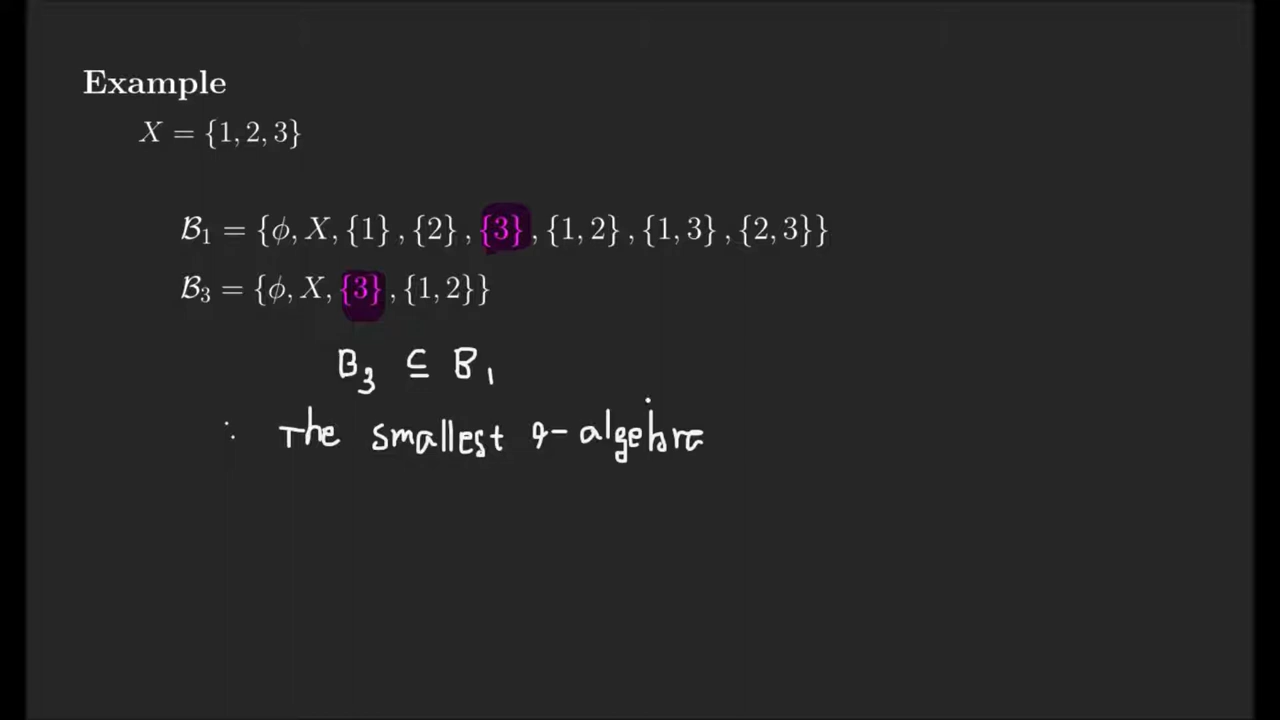 Example
X = {1, 2, 3}
ℬ₁ = {ϕ, X, {1} , {2} , {3} , {1, 2} , {1, 3} , {2, 3}}
ℬ₃ = {ϕ, X, {3} , {1, 2}}
B₃ ⊆ B₁
∴ The smallest σ-algebra